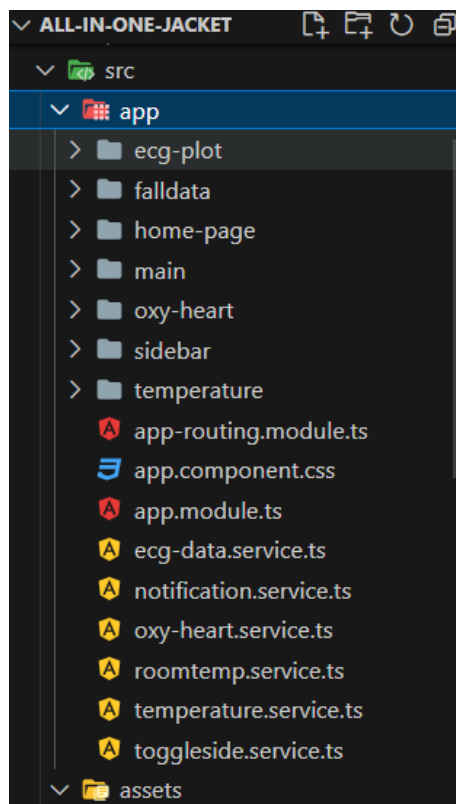 ALL-IN-ONE-JACKET
src
app
ecg-plot
falldata
home-page
main
oxy-heart
sidebar
temperature
app-routing.module.ts
app.component.css
app.module.ts
ecg-data.service.ts
notification.service.ts
oxy-heart.service.ts
roomtemp.service.ts
temperature.service.ts
toggleside.service.ts
assets